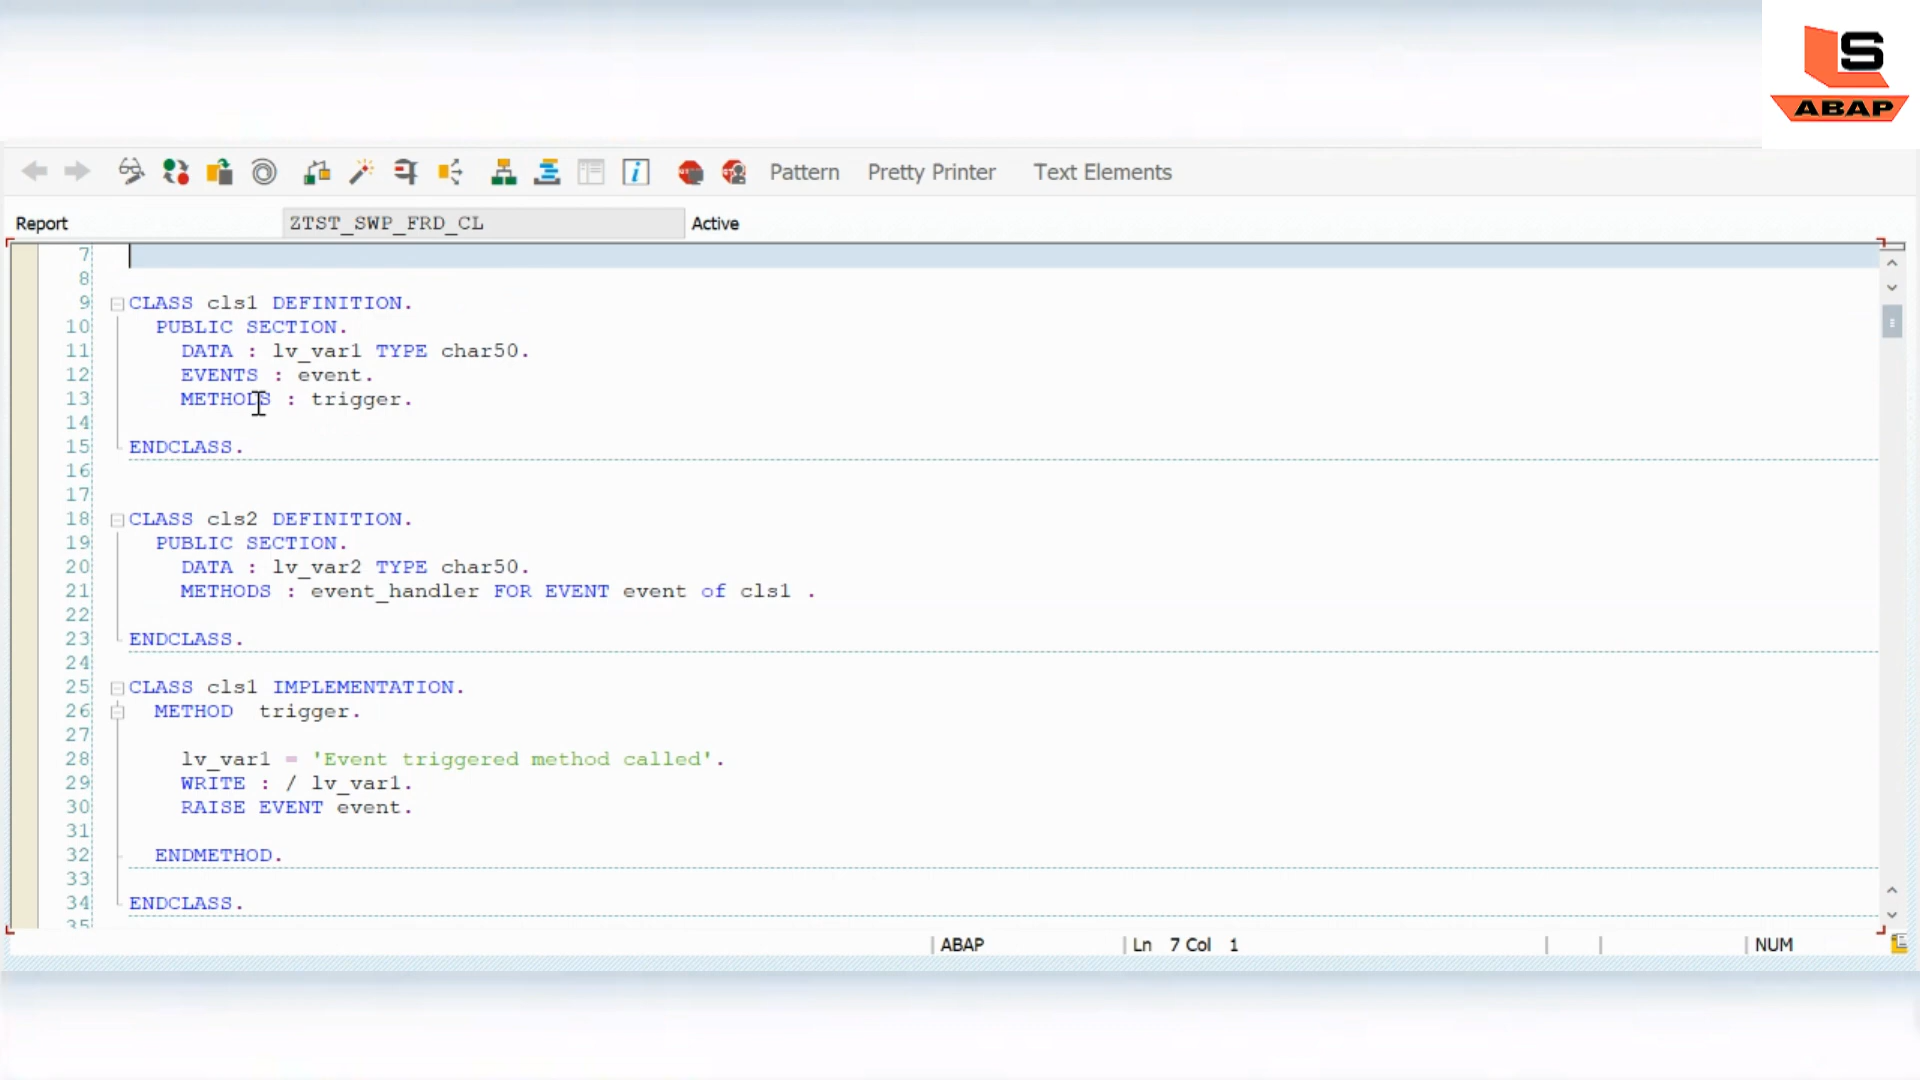 LS
ABAP
Pattern Pretty Printer Text Elements
Report ZTST_SWP_FRD_CL Active
7
8
9 CLASS cls1 DEFINITION.
10 PUBLIC SECTION.
11 DATA : lv_var1 TYPE char50.
12 EVENTS : event.
13 METHODS : trigger.
14
15 ENDCLASS.
16
17
18 CLASS cls2 DEFINITION.
19 PUBLIC SECTION.
20 DATA : lv_var2 TYPE char50.
21 METHODS : event_handler FOR EVENT event of cls1 .
22
23 ENDCLASS.
24
25 CLASS cls1 IMPLEMENTATION.
26 METHOD trigger.
27
28 lv_var1 = 'Event triggered method called'.
29 WRITE : / lv_var1.
30 RAISE EVENT event.
31
32 ENDMETHOD.
33
34 ENDCLASS.
35
ABAP Ln 7 Col 1 NUM